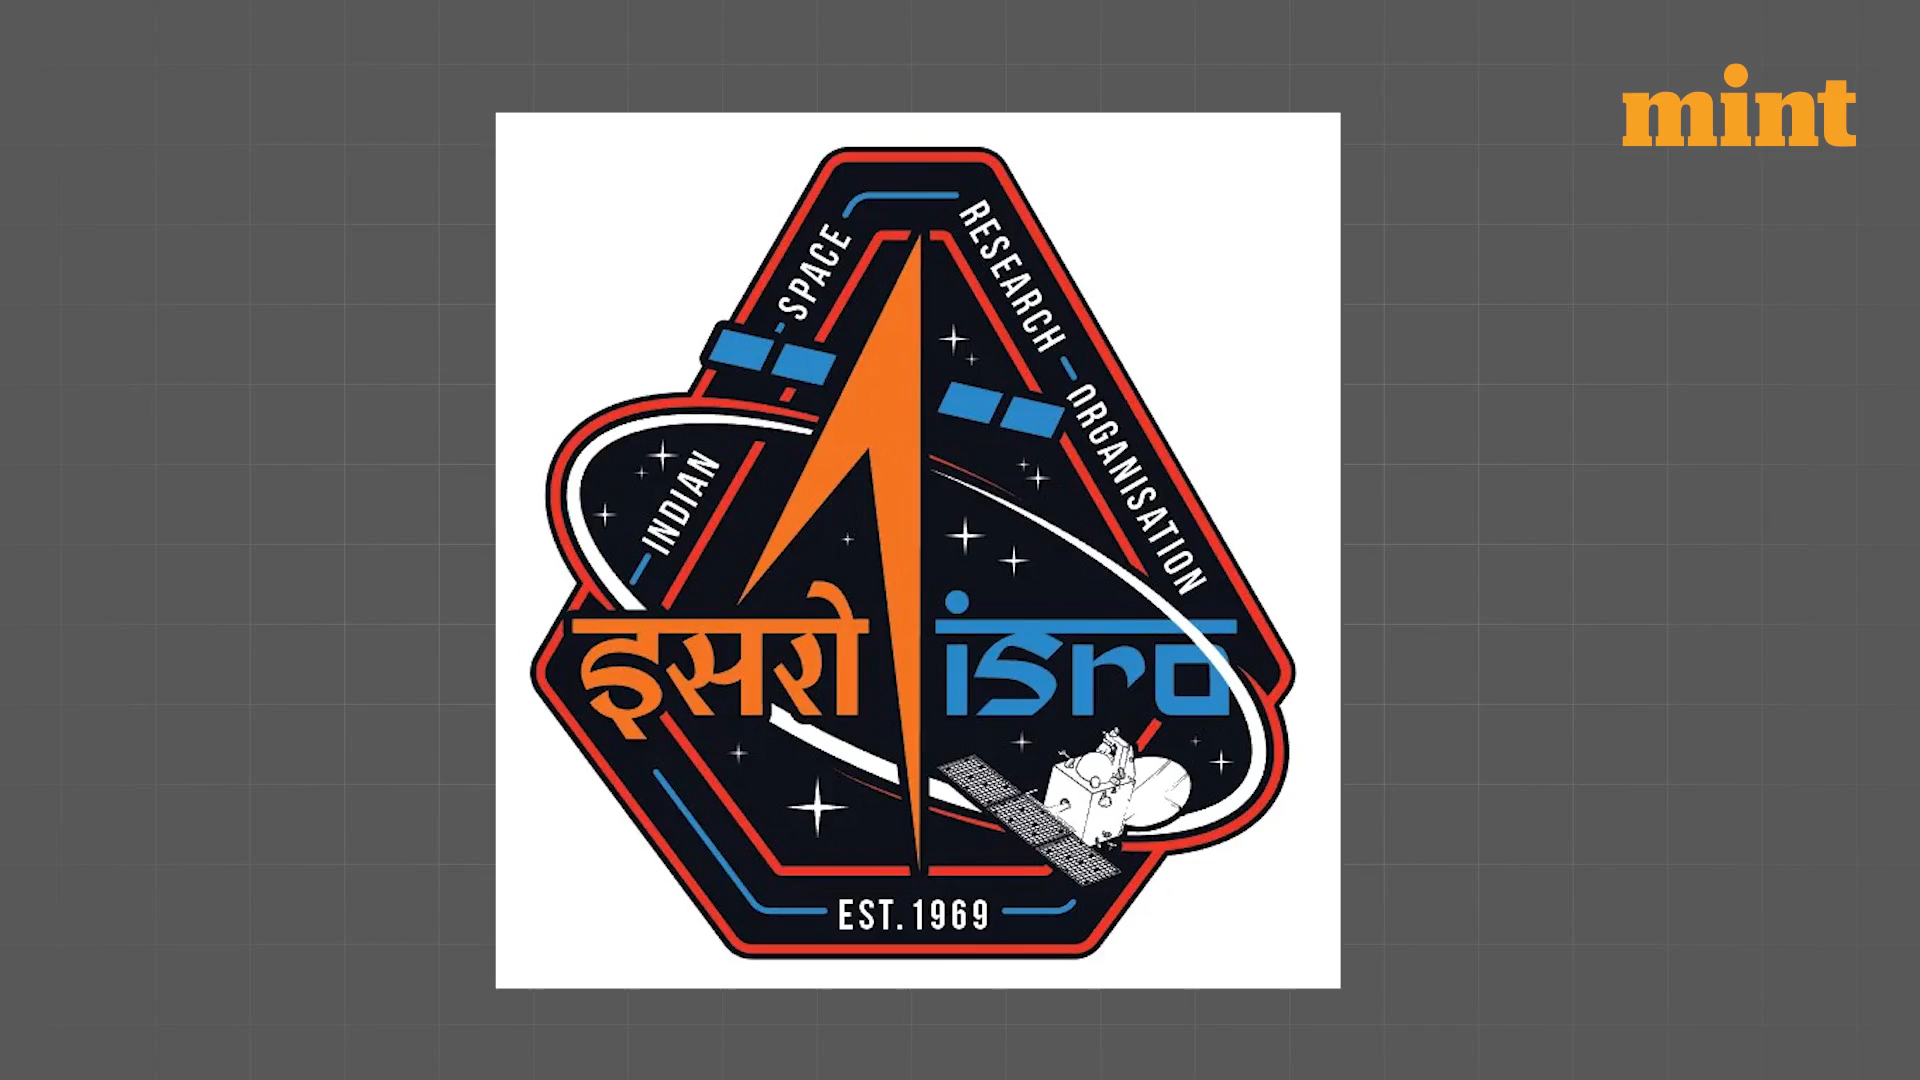 mint
INDIAN
SPACE
RESEARCH
ORGANISATION
इसरो
isro
EST. 1969